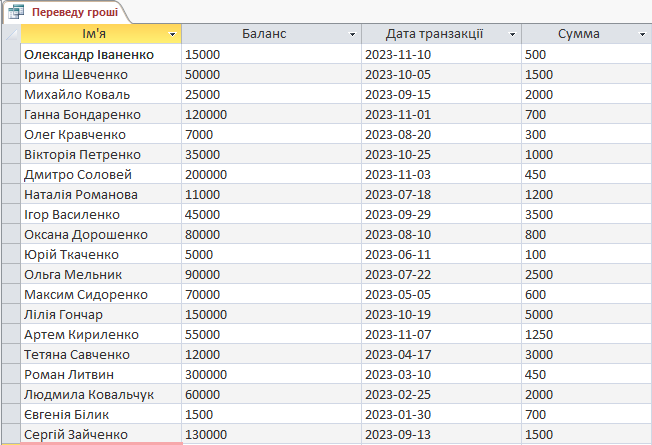 Переведу гроші
Ім'я Баланс Дата транзакції Сумма
Олександр Іваненко 15000 2023-11-10 500
Ірина Шевченко 50000 2023-10-05 1500
Михайло Коваль 25000 2023-09-15 2000
Ганна Бондаренко 120000 2023-11-01 700
Олег Кравченко 7000 2023-08-20 300
Вікторія Петренко 35000 2023-10-25 1000
Дмитро Соловей 200000 2023-11-03 450
Наталія Романова 11000 2023-07-18 1200
Ігор Василенко 45000 2023-09-29 3500
Оксана Дорошенко 80000 2023-08-10 800
Юрій Ткаченко 5000 2023-06-11 100
Ольга Мельник 90000 2023-07-22 2500
Максим Сидоренко 70000 2023-05-05 600
Лілія Гончар 150000 2023-10-19 5000
Артем Кириленко 55000 2023-11-07 1250
Тетяна Савченко 12000 2023-04-17 3000
Роман Литвин 300000 2023-03-10 450
Людмила Ковальчук 60000 2023-02-25 2000
Євгенія Білик 1500 2023-01-30 700
Сергій Зайченко 130000 2023-09-13 1500